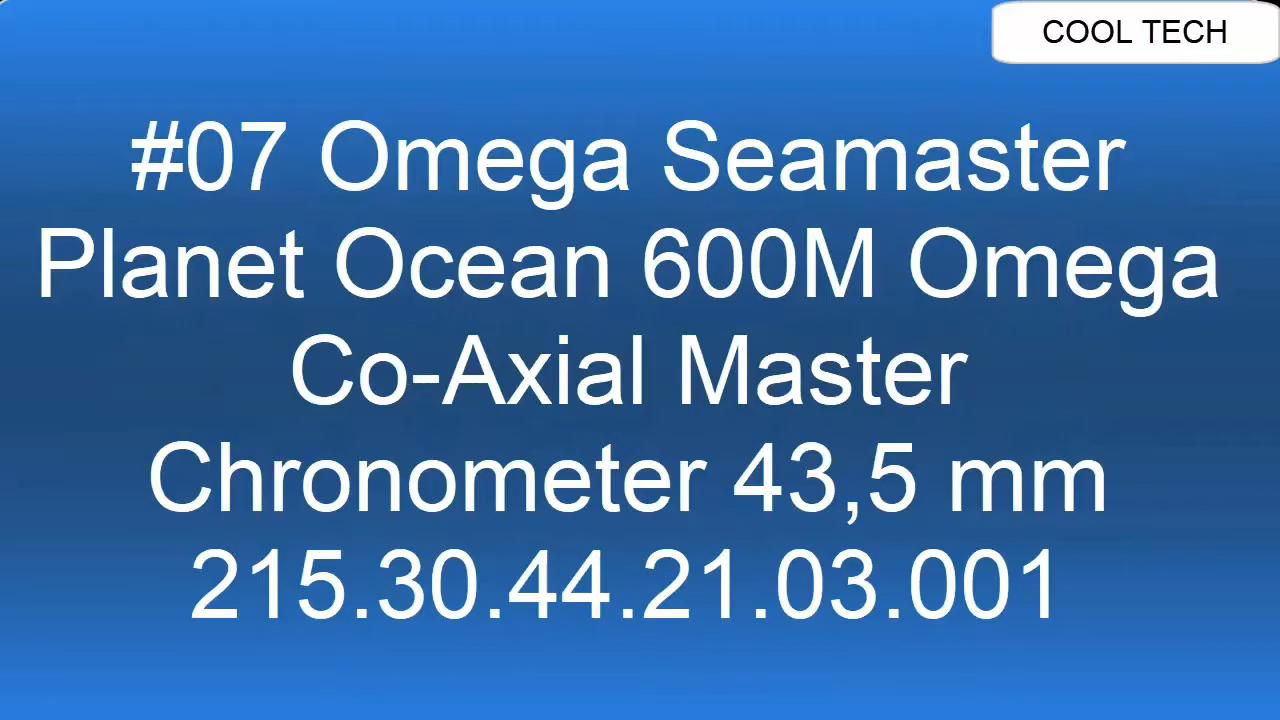 COOL TECH
#07 Omega Seamaster
Planet Ocean 600M Omega
Co-Axial Master
Chronometer 43,5 mm
215.30.44.21.03.001